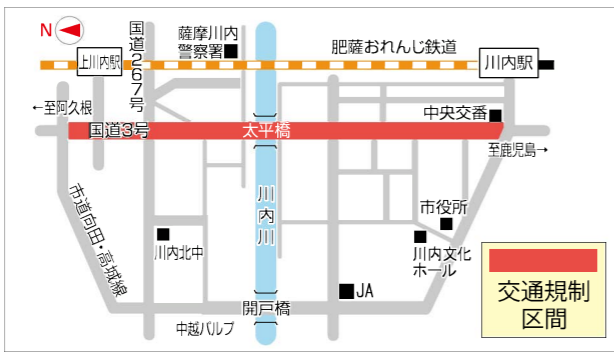 N
国道267号
薩摩川内
警察署
肥薩おれんじ鉄道
上川内駅
川内駅
←至阿久根
中央交番
国道3号
太平橋
至鹿児島→
川内川
市道向田・高城線
市役所
川内北中
川内文化
ホール
JA
開戸橋
中越パルプ
交通規制
区間